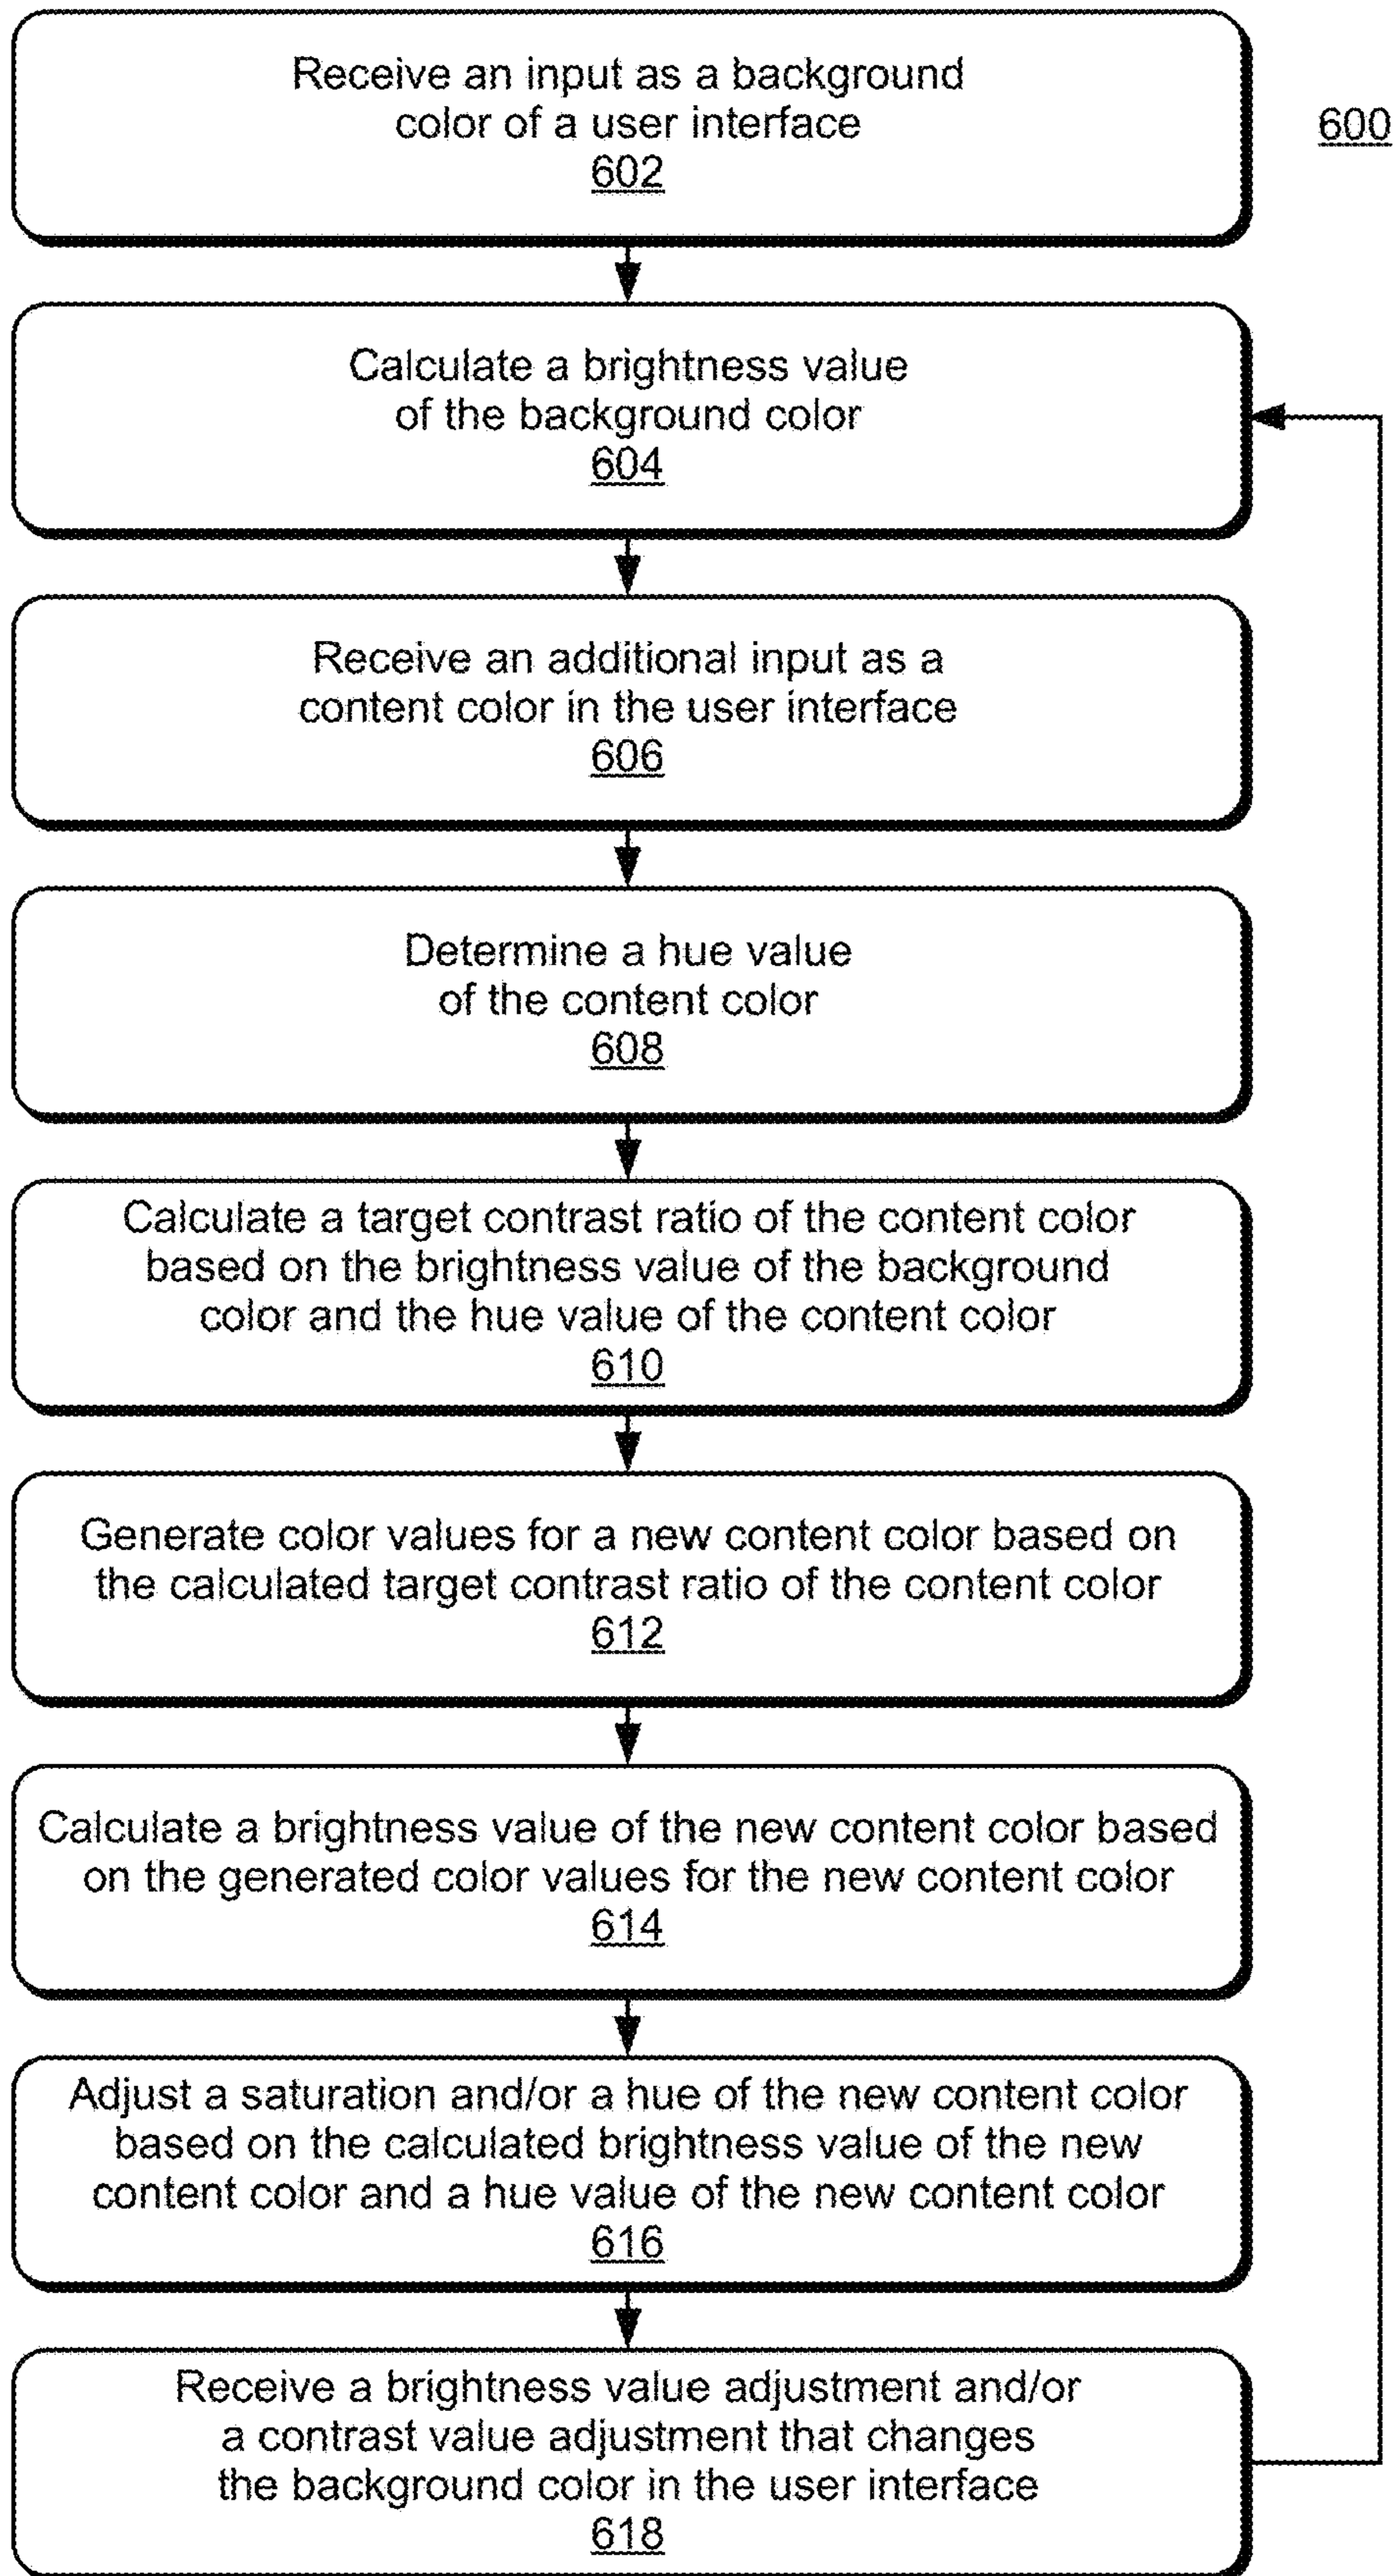 Receive an input as a background
color of a user interface
602
600
Calculate a brightness value
of the background color
604
Receive an additional input as a
content color in the user interface
606
Determine a hue value
of the content color
608
Calculate a target contrast ratio of the content color
based on the brightness value of the background
color and the hue value of the content color
610
Generate color values for a new content color based on
the calculated target contrast ratio of the content color
612
Calculate a brightness value of the new content color based
on the generated color values for the new content color
614
Adjust a saturation and/or a hue of the new content color
based on the calculated brightness value of the new
content color and a hue value of the new content color
616
Receive a brightness value adjustment and/or
a contrast value adjustment that changes
the background color in the user interface
618